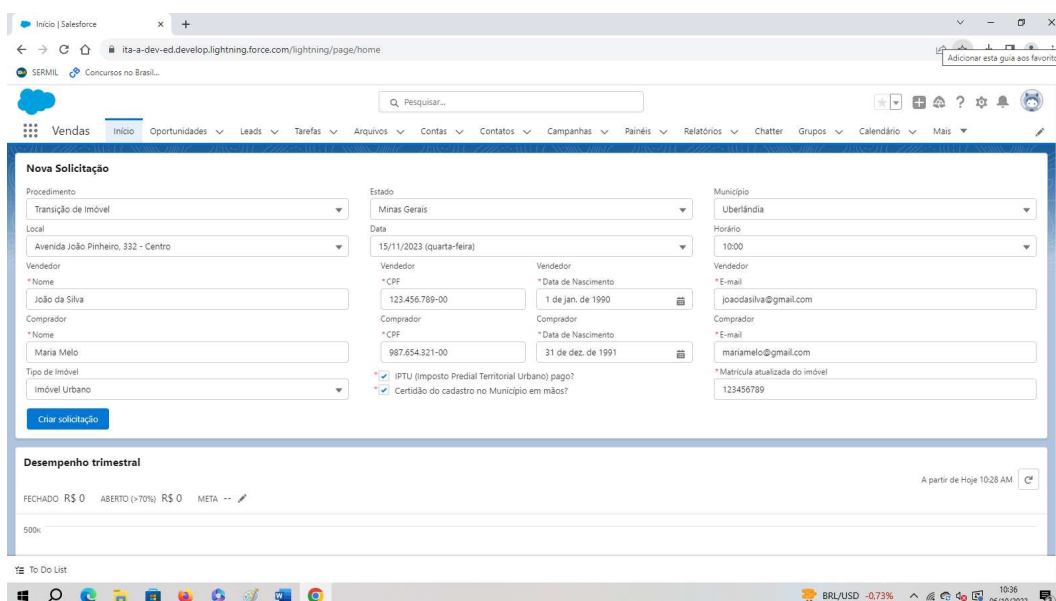 Início | Salesforce
ita-a-dev-ed.develop.lightning.force.com/lightning/page/home
Adicionar esta guia aos favorito
SERMIL Concursos no Brasil...
Pesquisar...
Vendas Início Oportunidades Leads Tarefas Arquivos Contas Contatos Campanhas Painéis Relatórios Chatter Grupos Calendário Mais
Nova Solicitação
Procedimento Estado Município
Transição de Imóvel Minas Gerais Uberlândia
Local Data Horário
Avenida João Pinheiro, 332 - Centro 15/11/2023 (quarta-feira) 10:00
Vendedor Vendedor Vendedor Vendedor
*Nome *CPF *Data de Nascimento *E-mail
João da Silva 123.456.789-00 1 de jan. de 1990 joaodasilva@gmail.com
Comprador Comprador Comprador Comprador
*Nome *CPF *Data de Nascimento *E-mail
Maria Melo 987.654.321-00 31 de dez. de 1991 mariamelo@gmail.com
Tipo de Imóvel * IPTU (Imposto Predial Territorial Urbano) pago? *Matrícula atualizada do imóvel
Imóvel Urbano * Certidão do cadastro no Município em mãos? 123456789
Criar solicitação
Desempenho trimestral
A partir de Hoje 10:28 AM
FECHADO R$ 0 ABERTO (>70%) R$ 0 META --
500K
To Do List
BRL/USD -0,73% 10:36